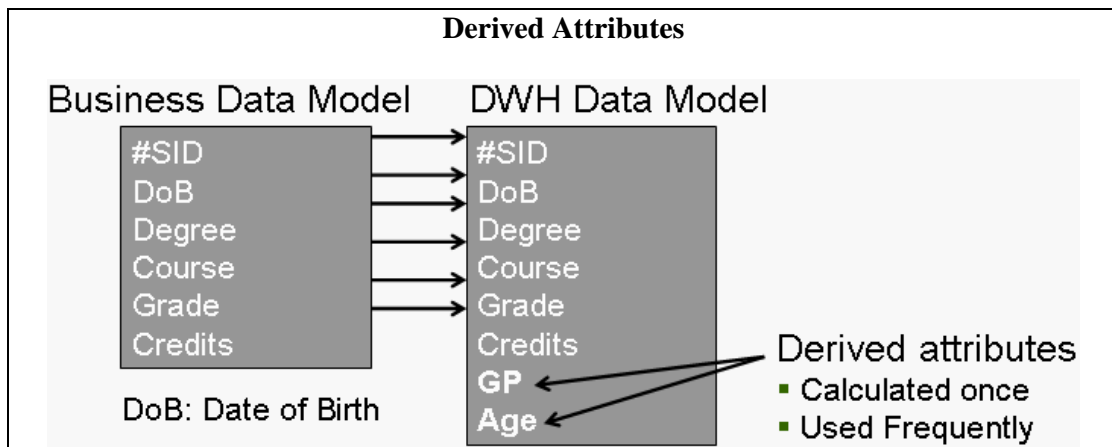 Derived Attributes
Business Data Model
DWH Data Model
#SID
DoB
Degree
Course
Grade
Credits
DoB: Date of Birth
#SID
DoB
Degree
Course
Grade
Credits
GP
Age
Derived attributes
▪ Calculated once
▪ Used Frequently